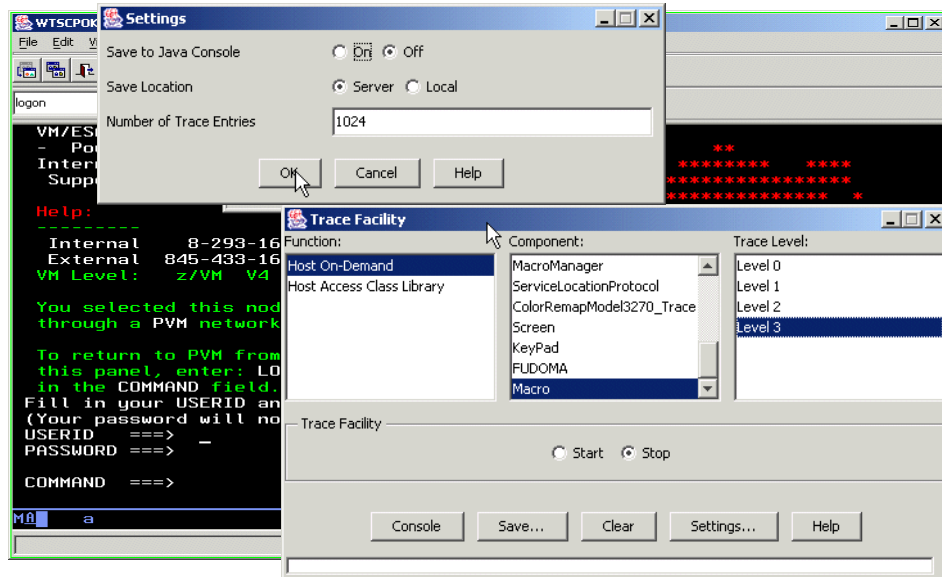 WTSCPOK
File Edit V
logon
Settings
Save to Java Console
On
Off
Save Location
Server
Local
Number of Trace Entries
1024
OK
Cancel
Help
VM/ES
- Po
Inter
Supp
**
******** ****
****************
************** *
Help:
---------
Internal 8-293-16
External 845-433-16
VM Level: z/VM V4
You selected this nod
through a PVM network
To return to PVM from
this panel, enter: LO
in the COMMAND field.
Fill in your USERID an
(Your password will no
USERID ===> _
PASSWORD ===>
COMMAND ===>
MA a
Trace Facility
Function:
Host On-Demand
Host Access Class Library
Component:
MacroManager
ServiceLocationProtocol
ColorRemapModel3270_Trace
Screen
KeyPad
FUDOMA
Macro
Trace Level:
Level 0
Level 1
Level 2
Level 3
Trace Facility
Start
Stop
Console
Save...
Clear
Settings...
Help